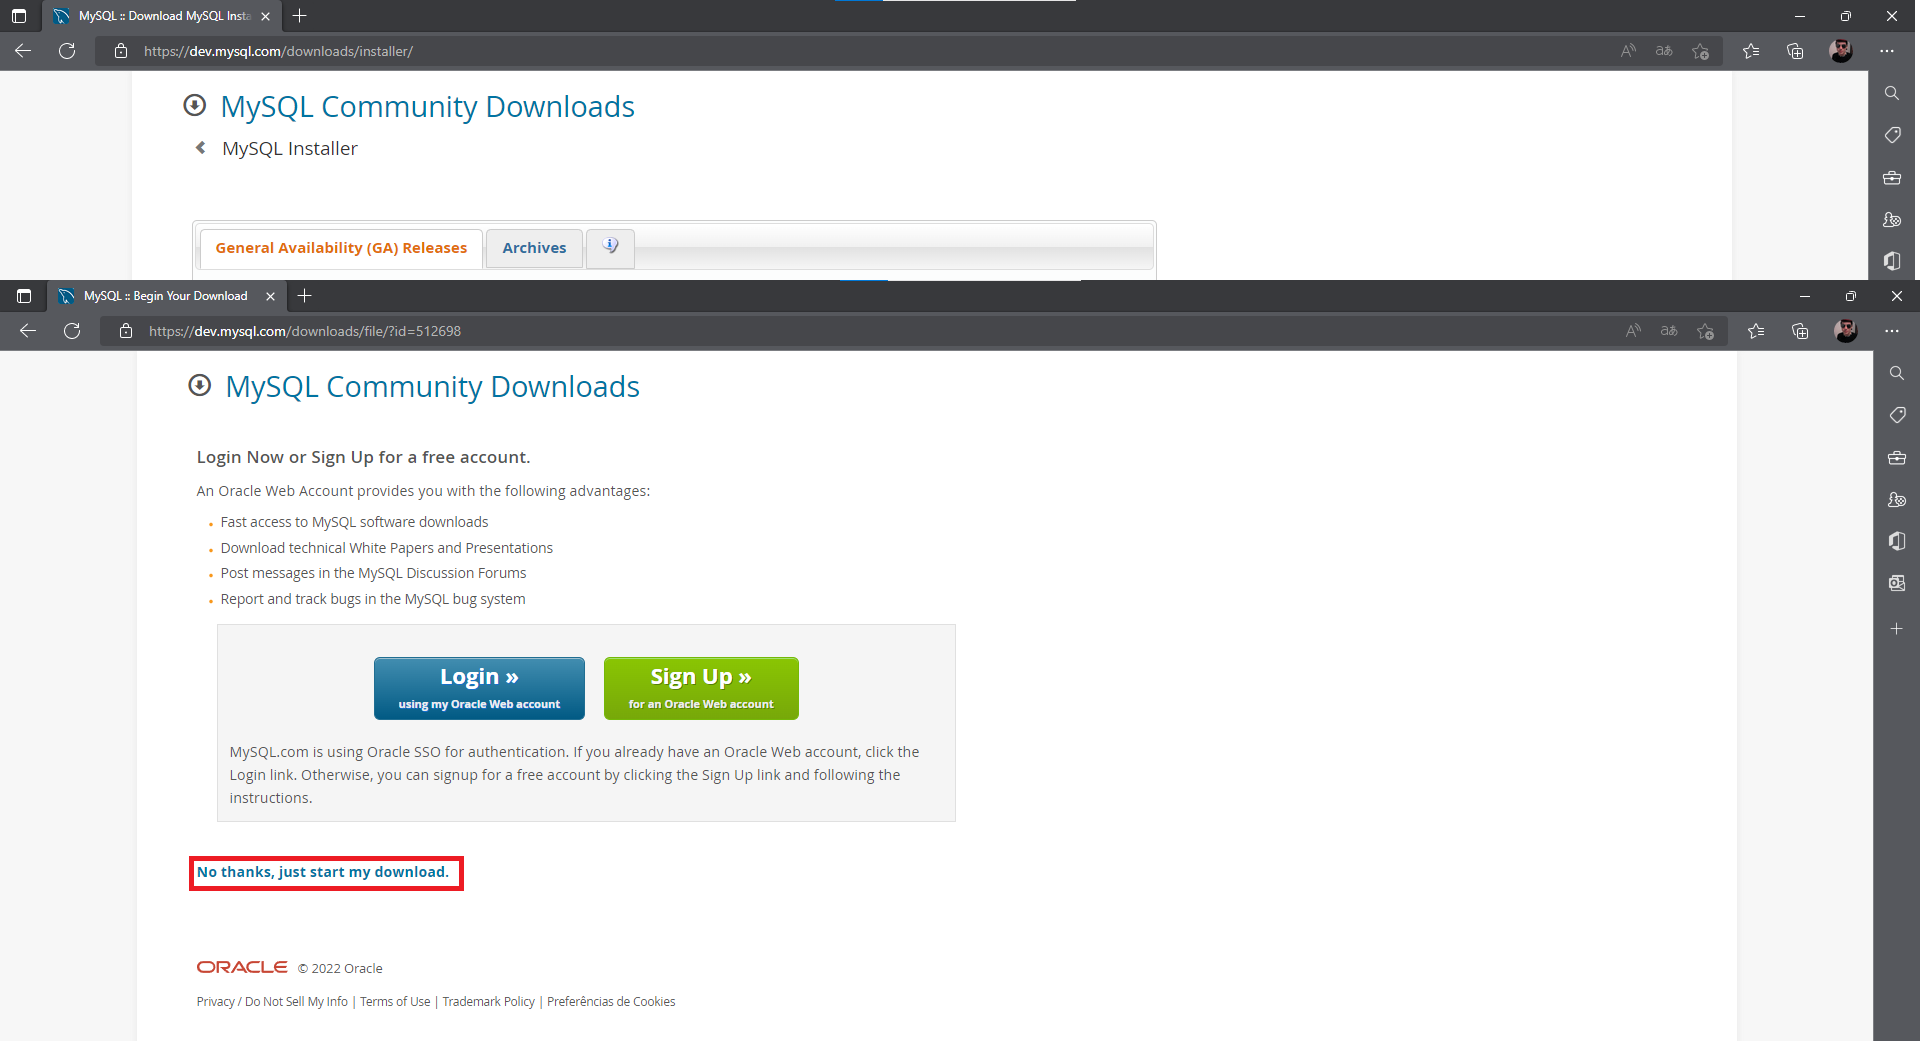 MySQL :: Download MySQL Insta
https://dev.mysql.com/downloads/installer/
MySQL Community Downloads
MySQL Installer
General Availability (GA) Releases
Archives
MySQL :: Begin Your Download
https://dev.mysql.com/downloads/file/?id=512698
MySQL Community Downloads
Login Now or Sign Up for a free account.
An Oracle Web Account provides you with the following advantages:
Fast access to MySQL software downloads
Download technical White Papers and Presentations
Post messages in the MySQL Discussion Forums
Report and track bugs in the MySQL bug system
Login »
using my Oracle Web account
Sign Up »
for an Oracle Web account
MySQL.com is using Oracle SSO for authentication. If you already have an Oracle Web account, click the
Login link. Otherwise, you can signup for a free account by clicking the Sign Up link and following the
instructions.
No thanks, just start my download.
ORACLE © 2022 Oracle
Privacy / Do Not Sell My Info | Terms of Use | Trademark Policy | Preferências de Cookies